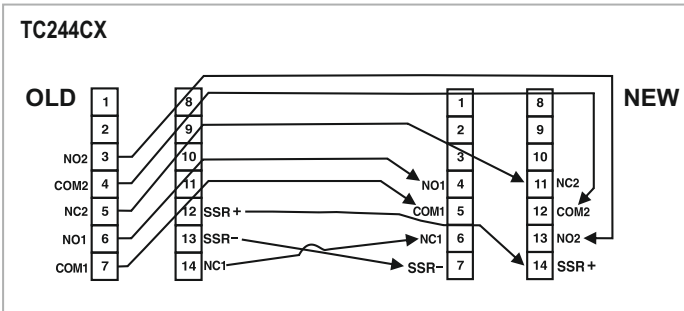 TC244CX
OLD 1 8 1 8 NEW
2 9 2 9
NO2 3 10 3 10
COM2 4 11 NO1 4 11 NC2
NC2 5 12 SSR+ COM1 5 12 COM2
NO1 6 13 SSR- NC1 6 13 NO2
COM1 7 14 NC1 SSR- 7 14 SSR+